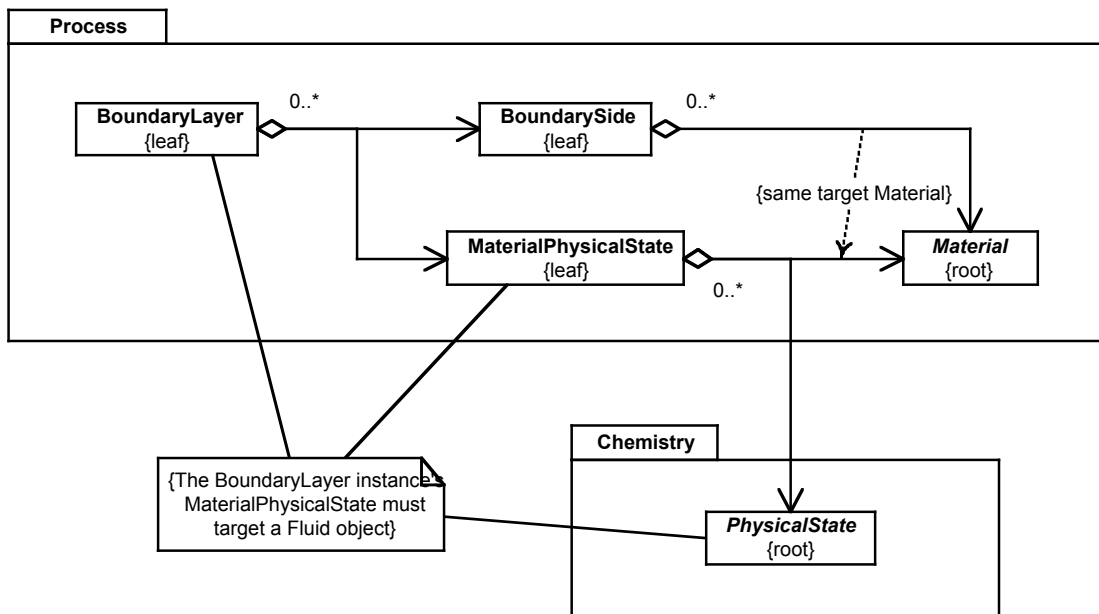 Process
0..*
0..*
BoundaryLayer
{leaf}
BoundarySide
{leaf}
{same target Material}
MaterialPhysicalState
{leaf}
Material
{root}
0..*
Chemistry
{The BoundaryLayer instance's
MaterialPhysicalState must
target a Fluid object}
PhysicalState
{root}